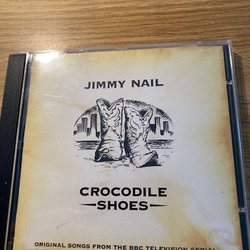 JIMMY NAIL
CROCODILE
SHOES
ORIGINAL SONGS FROM THE BBC TELEVISION SERIAL